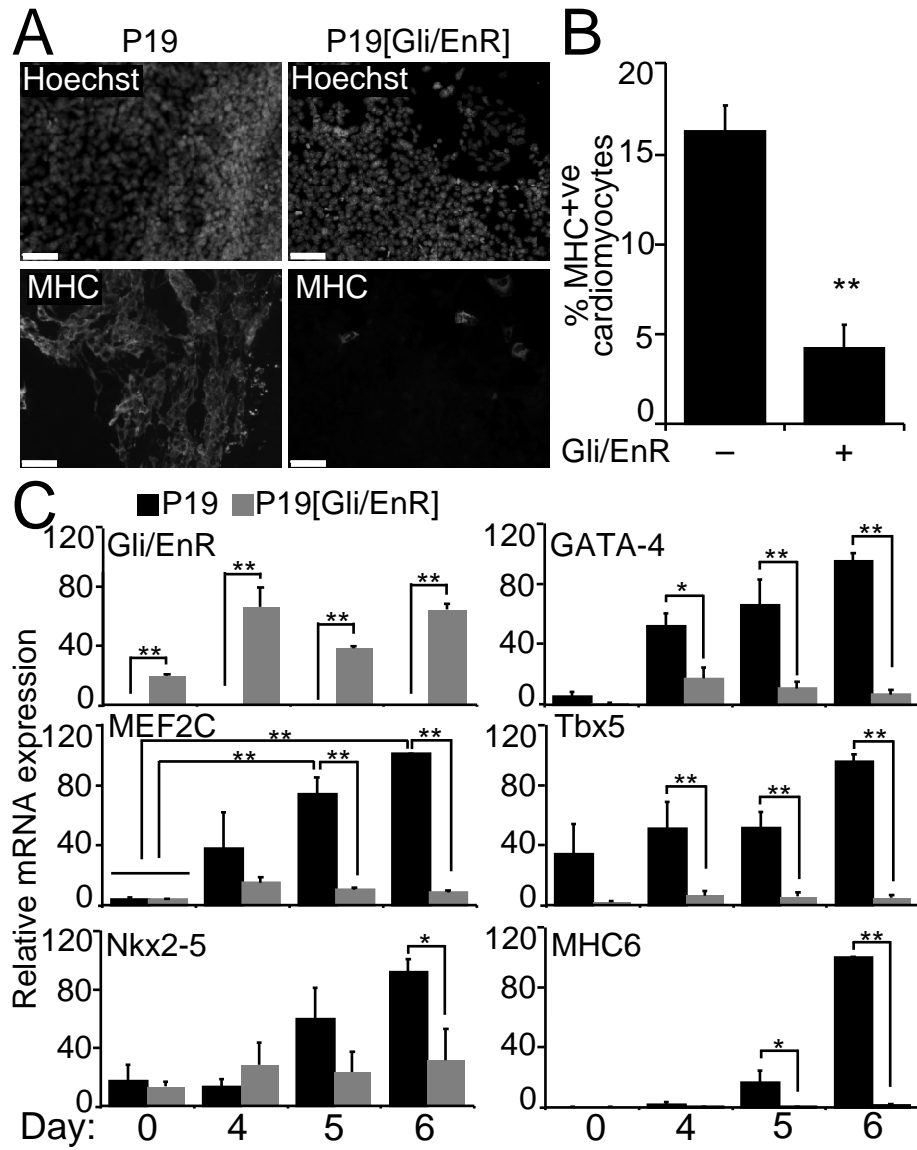 A
P19
P19[Gli/EnR]
Hoechst
Hoechst
MHC
MHC
B
% MHC+ve
cardiomyocytes
20
15
10
5
0
**
Gli/EnR
–
+
C
P19
P19[Gli/EnR]
Relative mRNA expression
Gli/EnR
120
80
40
0
**
**
**
**
GATA-4
120
80
40
0
*
**
**
MEF2C
120
80
40
0
**
**
**
**
Tbx5
120
80
40
0
**
**
**
Nkx2-5
120
80
40
0
*
MHC6
120
80
40
0
*
**
Day: 0 4 5 6
0 4 5 6